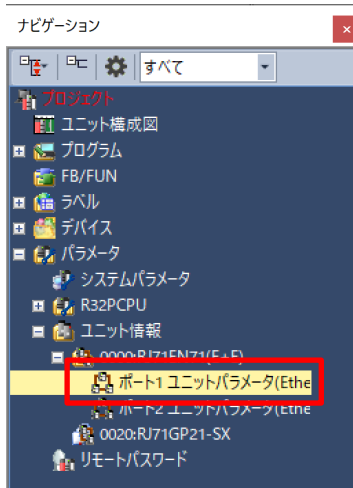 ナビゲーション
すべて
プロジェクト
ユニット構成図
プログラム
FB/FUN
ラベル
デバイス
パラメータ
システムパラメータ
R32PCPU
ユニット情報
0000:RJ71EN71(E+E)
ポート1 ユニットパラメータ(Ethe
ポート2 ユニットパラメータ(Ethe
0020:RJ71GP21-SX
リモートパスワード